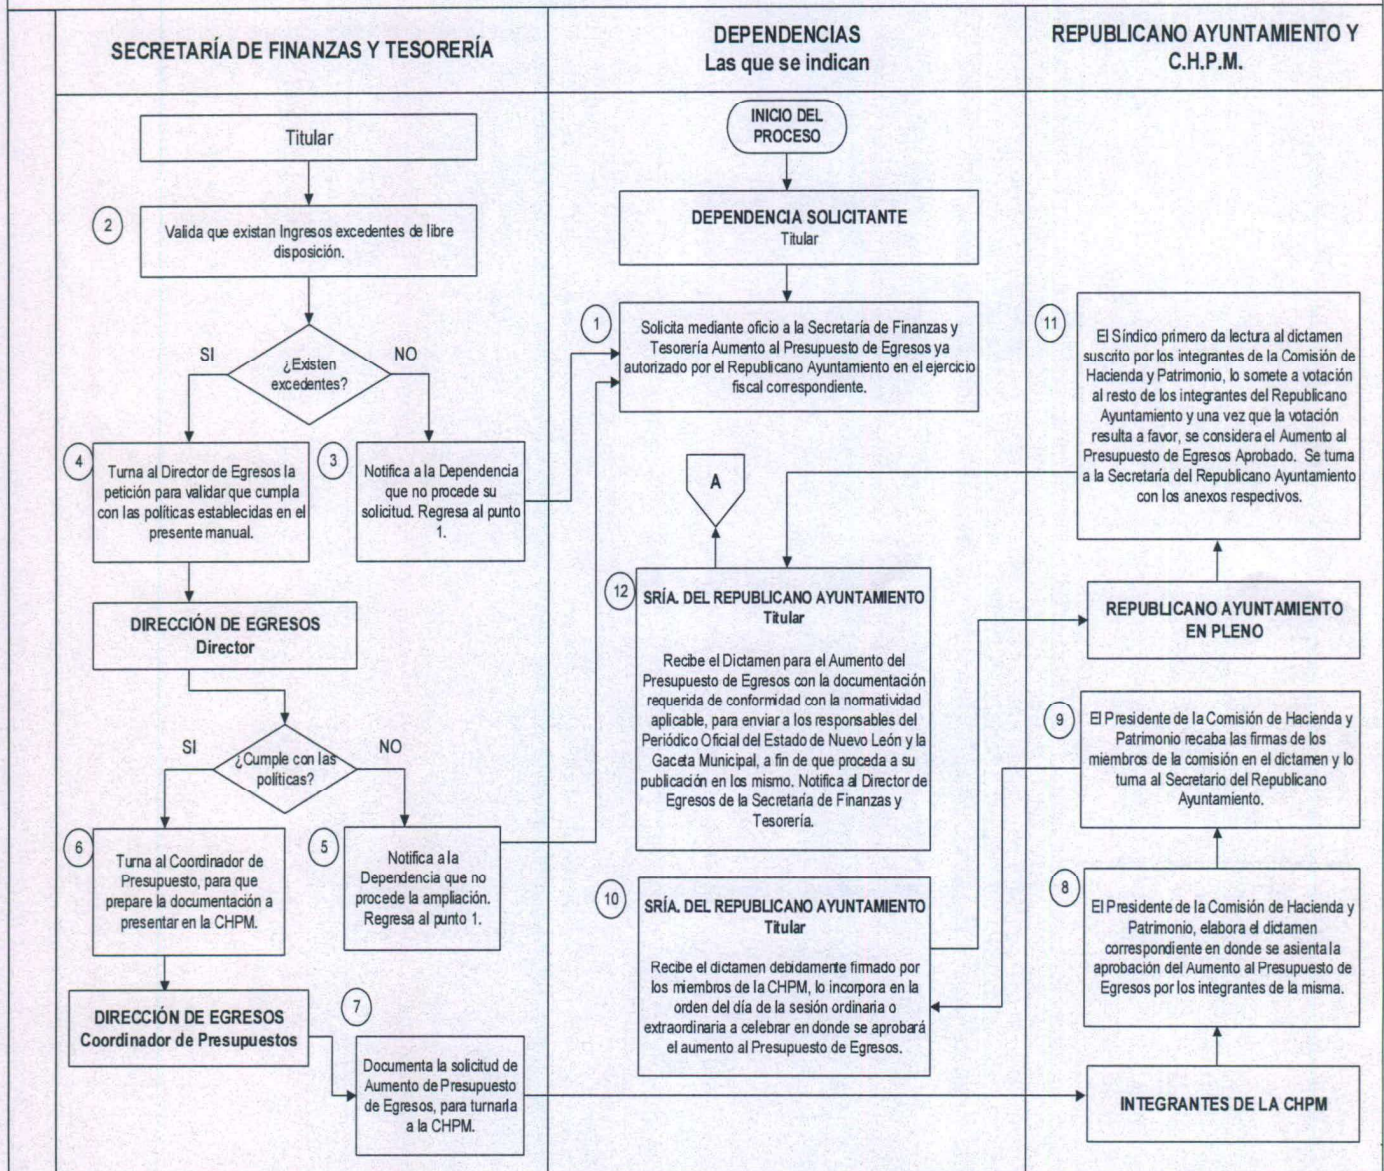 SECRETARÍA DE FINANZAS Y TESORERÍA
DEPENDENCIAS
Las que se indican
REPUBLICANO AYUNTAMIENTO Y
C.H.P.M.
Titular
2
Valida que existan Ingresos excedentes de libre
disposición.
¿Existen
excedentes?
SI
NO
4
Turna al Director de Egresos la
petición para validar que cumpla
con las políticas establecidas en el
presente manual.
3
Notifica a la Dependencia
que no procede su
solicitud. Regresa al punto
1.
DIRECCIÓN DE EGRESOS
Director
¿Cumple con las
políticas?
SI
NO
6
Turna al Coordinador de
Presupuesto, para que
prepare la documentación a
presentar en la CHPM.
5
Notifica a la
Dependencia que no
procede la ampliación.
Regresa al punto 1.
DIRECCIÓN DE EGRESOS
Coordinador de Presupuestos
7
Documenta la solicitud de
Aumento de Presupuesto
de Egresos, para turnarla
a la CHPM.
INICIO DEL
PROCESO
DEPENDENCIA SOLICITANTE
Titular
1
Solicita mediante oficio a la Secretaría de Finanzas y
Tesorería Aumento al Presupuesto de Egresos ya
autorizado por el Republicano Ayuntamiento en el ejercicio
fiscal correspondiente.
A
12
SRÍA. DEL REPUBLICANO AYUNTAMIENTO
Titular
Recibe el Dictamen para el Aumento del
Presupuesto de Egresos con la documentación
requerida de conformidad con la normatividad
aplicable, para enviar a los responsables del
Periódico Oficial del Estado de Nuevo León y la
Gaceta Municipal, a fin de que proceda a su
publicación en los mismo. Notifica al Director de
Egresos de la Secretaría de Finanzas y
Tesorería.
10
SRÍA. DEL REPUBLICANO AYUNTAMIENTO
Titular
Recibe el dictamen debidamente firmado por
los miembros de la CHPM, lo incorpora en la
orden del día de la sesión ordinaria o
extraordinaria a celebrar en donde se aprobará
el aumento al Presupuesto de Egresos.
11
El Síndico primero da lectura al dictamen
suscrito por los integrantes de la Comisión de
Hacienda y Patrimonio, lo somete a votación
al resto de los integrantes del Republicano
Ayuntamiento y una vez que la votación
resulta a favor, se considera el Aumento al
Presupuesto de Egresos Aprobado. Se turna
a la Secretaría del Republicano Ayuntamiento
con los anexos respectivos.
REPUBLICANO AYUNTAMIENTO
EN PLENO
9
El Presidente de la Comisión de Hacienda y
Patrimonio recaba las firmas de los
miembros de la comisión en el dictamen y lo
turna al Secretario del Republicano
Ayuntamiento.
8
El Presidente de la Comisión de Hacienda y
Patrimonio, elabora el dictamen
correspondiente en donde se asienta la
aprobación del Aumento al Presupuesto de
Egresos por los integrantes de la misma.
INTEGRANTES DE LA CHPM